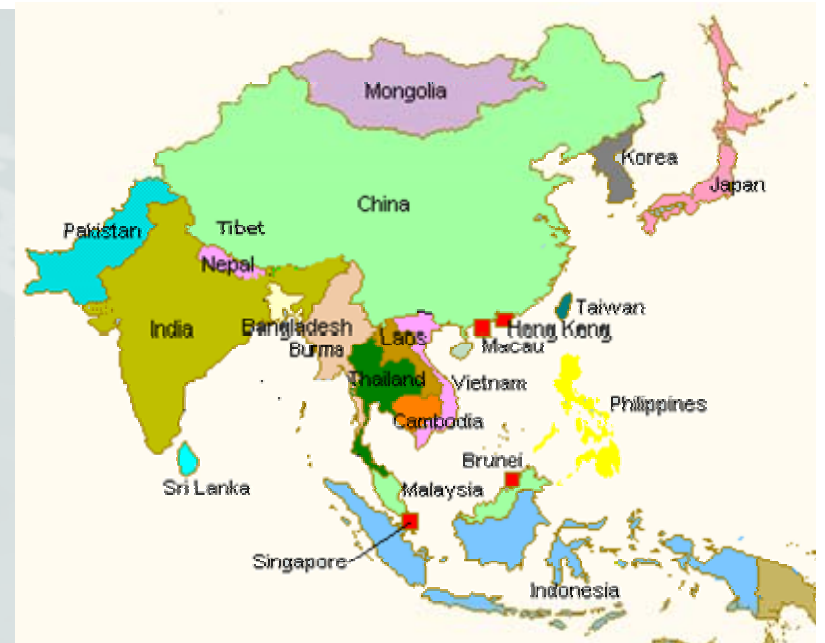 Mongolia
Korea
Japan
China
Pakistan
Tibet
Nepal
Taiwan
India
Bangladesh
Hong Kong
Burma
Laos
Macau
Thailand
Vietnam
Philippines
Cambodia
Brunei
Sri Lanka
Malaysia
Singapore
Indonesia